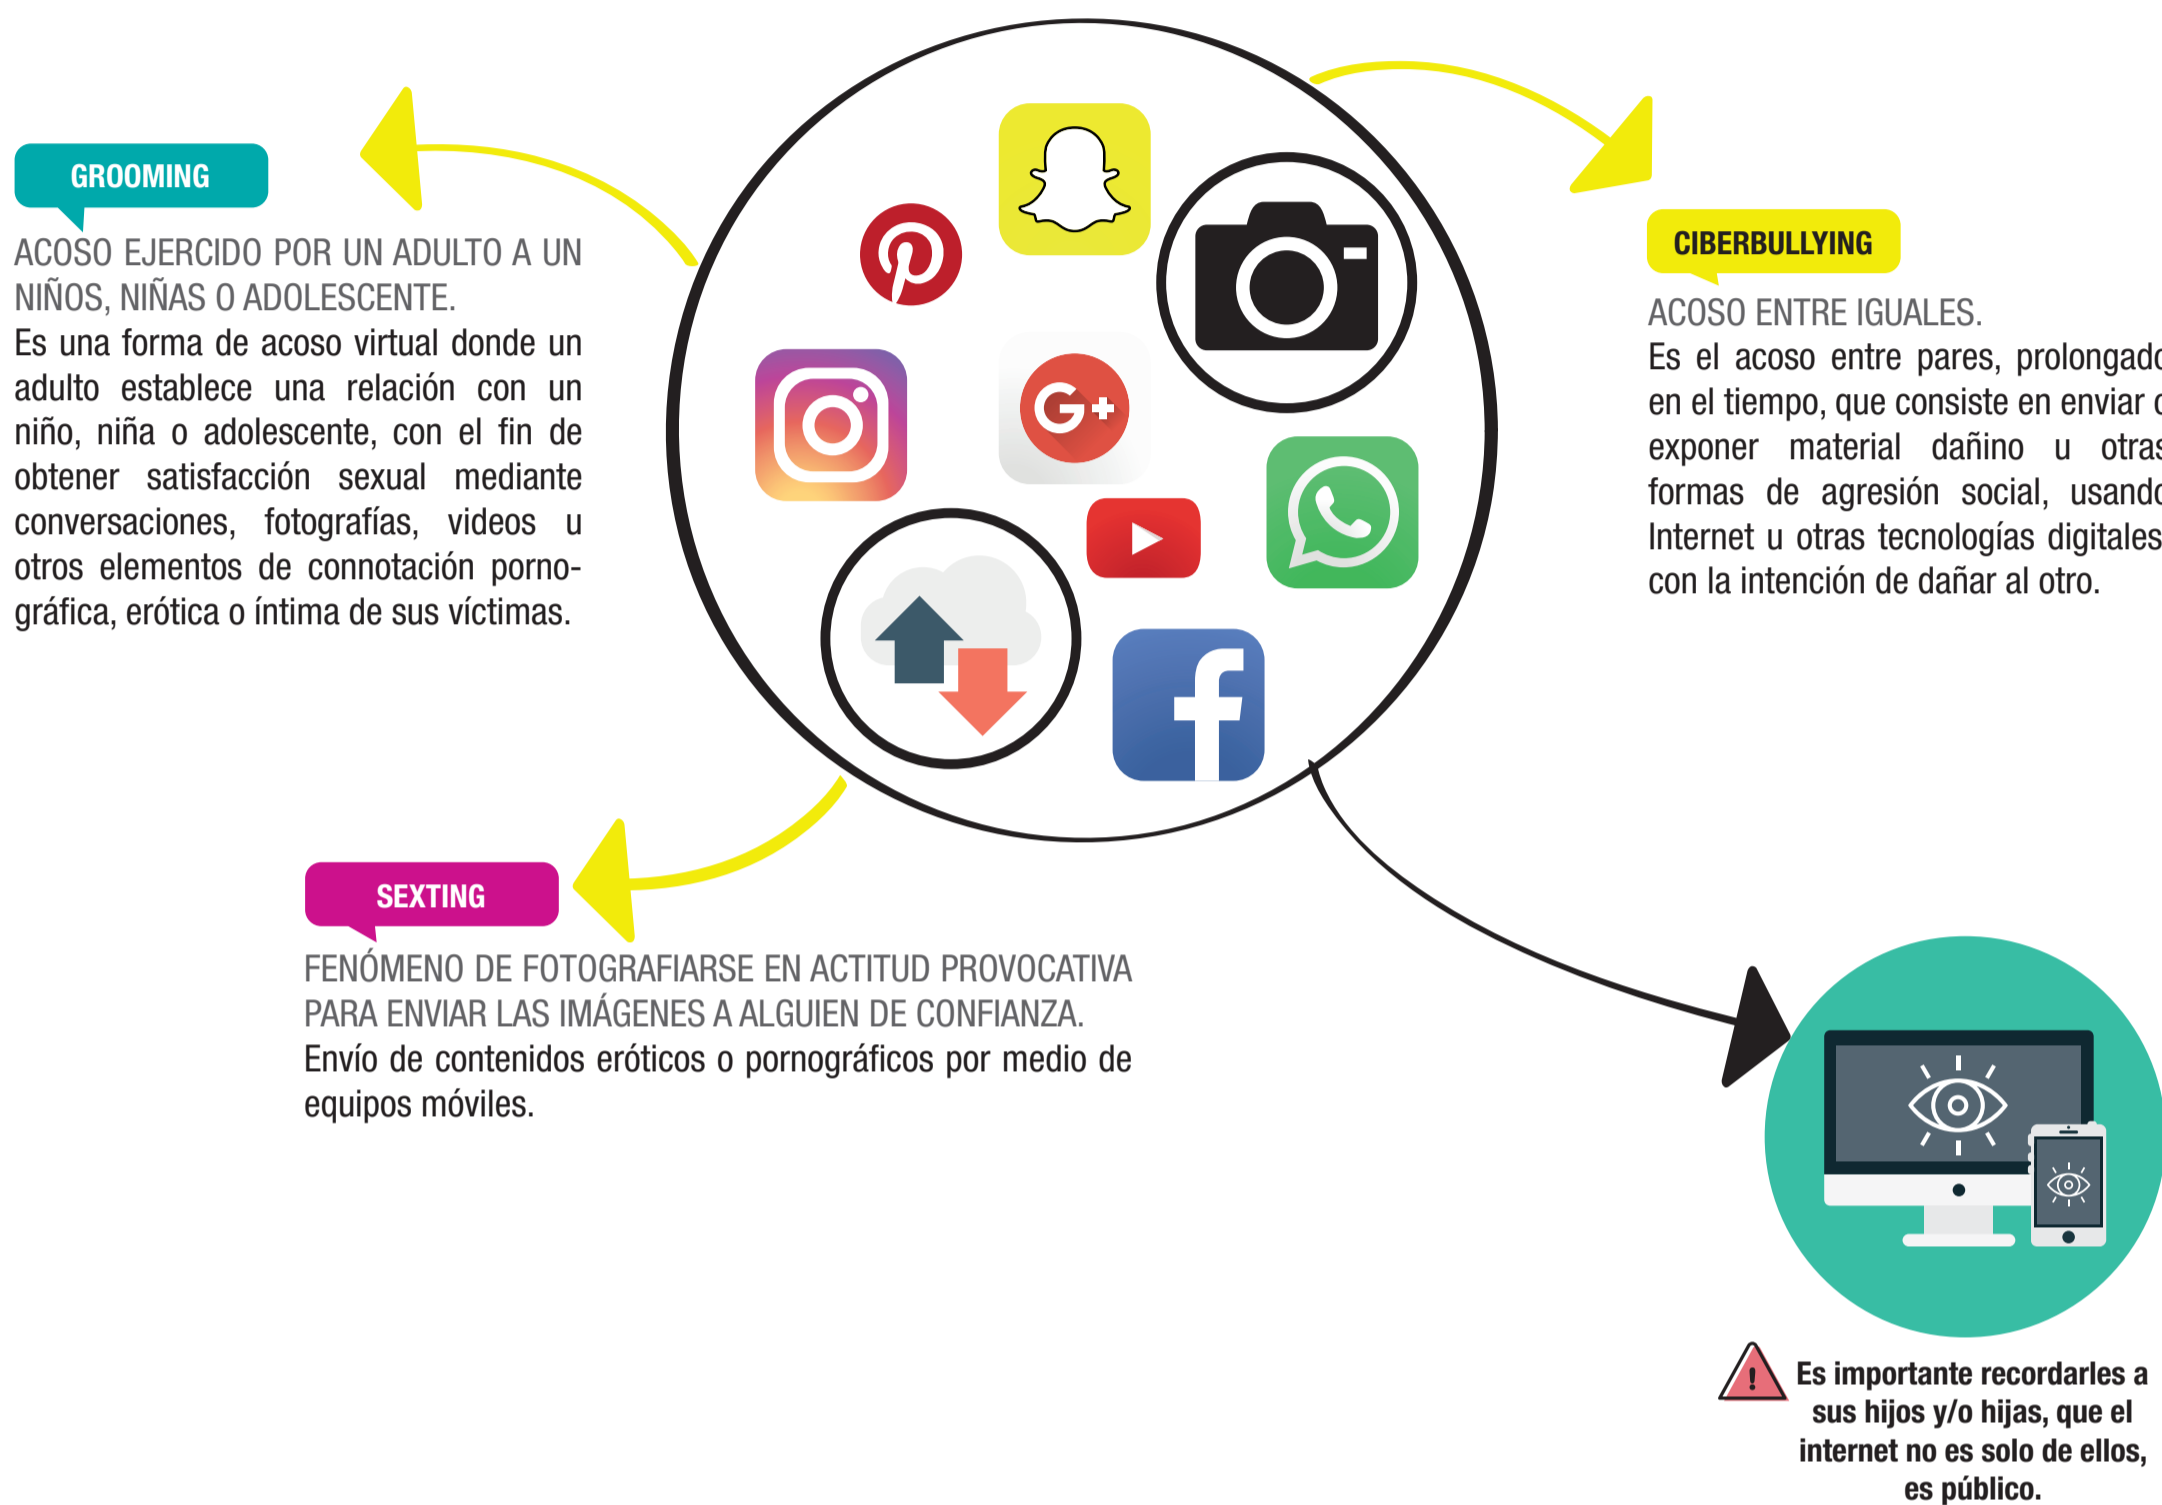 GROOMING
ACOSO EJERCIDO POR UN ADULTO A UN
NIÑOS, NIÑAS O ADOLESCENTE.
Es una forma de acoso virtual donde un
adulto establece una relación con un
niño, niña o adolescente, con el fin de
obtener satisfacción sexual mediante
conversaciones, fotografías, videos u
otros elementos de connotación porno-
gráfica, erótica o íntima de sus víctimas.
G+
f
CIBERBULLYING
ACOSO ENTRE IGUALES.
Es el acoso entre pares, prolongado
en el tiempo, que consiste en enviar o
exponer material dañino u otras
formas de agresión social, usando
Internet u otras tecnologías digitales
con la intención de dañar al otro.
SEXTING
FENÓMENO DE FOTOGRAFIARSE EN ACTITUD PROVOCATIVA
PARA ENVIAR LAS IMÁGENES A ALGUIEN DE CONFIANZA.
Envío de contenidos eróticos o pornográficos por medio de
equipos móviles.
! Es importante recordarles a
sus hijos y/o hijas, que el
internet no es solo de ellos,
es público.